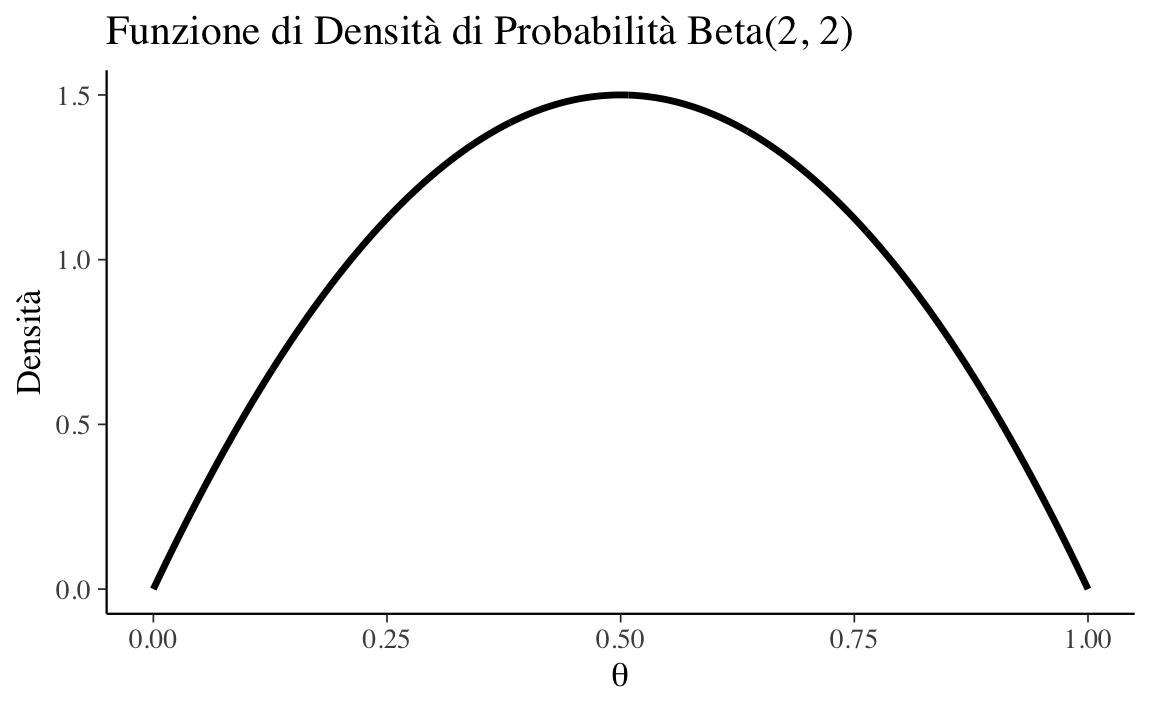 Funzione di Densità di Probabilità Beta(2, 2)
Densità
1.5
1.0
0.5
0.0
0.00 0.25 0.50 0.75 1.00
θ